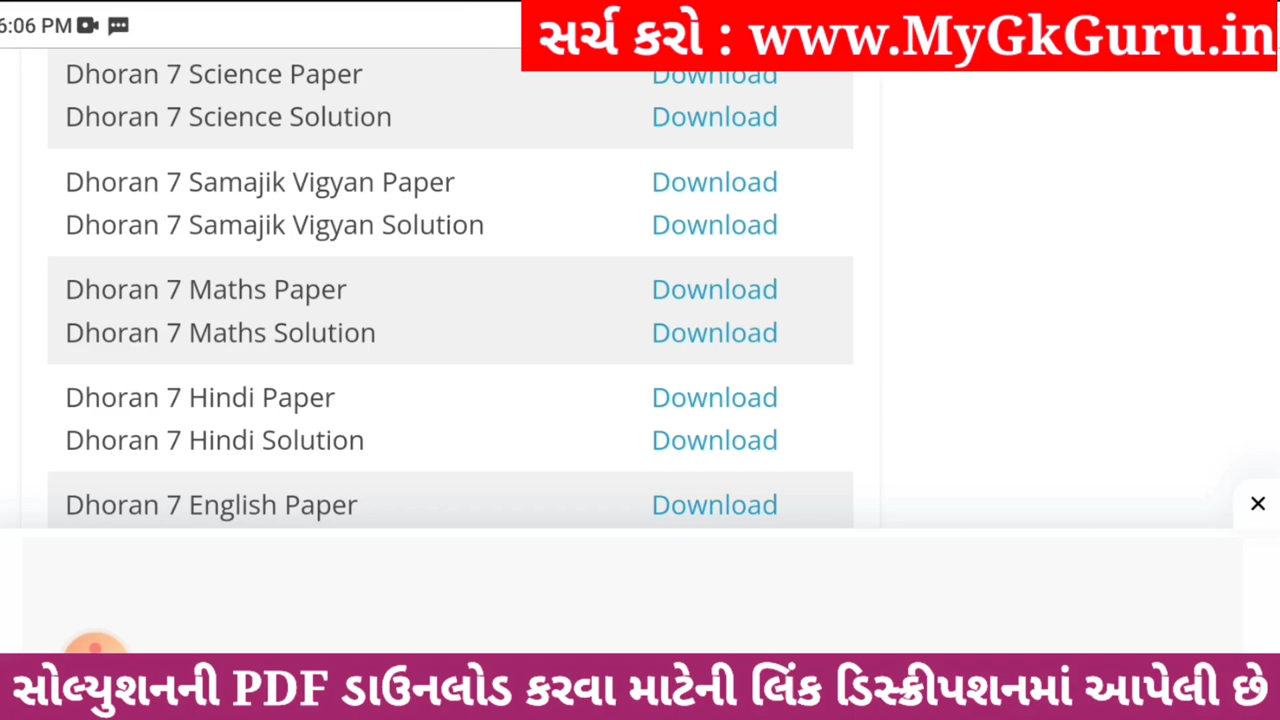 6:06 PM
સર્ચ કરો : www.MyGkGuru.in
Dhoran 7 Science Paper Download
Dhoran 7 Science Solution Download
Dhoran 7 Samajik Vigyan Paper Download
Dhoran 7 Samajik Vigyan Solution Download
Dhoran 7 Maths Paper Download
Dhoran 7 Maths Solution Download
Dhoran 7 Hindi Paper Download
Dhoran 7 Hindi Solution Download
Dhoran 7 English Paper Download
સોલ્યુશનની PDF ડાઉનલોડ કરવા માટેની લિંક ડિસ્ક્રીપશનમાં આપેલી છે